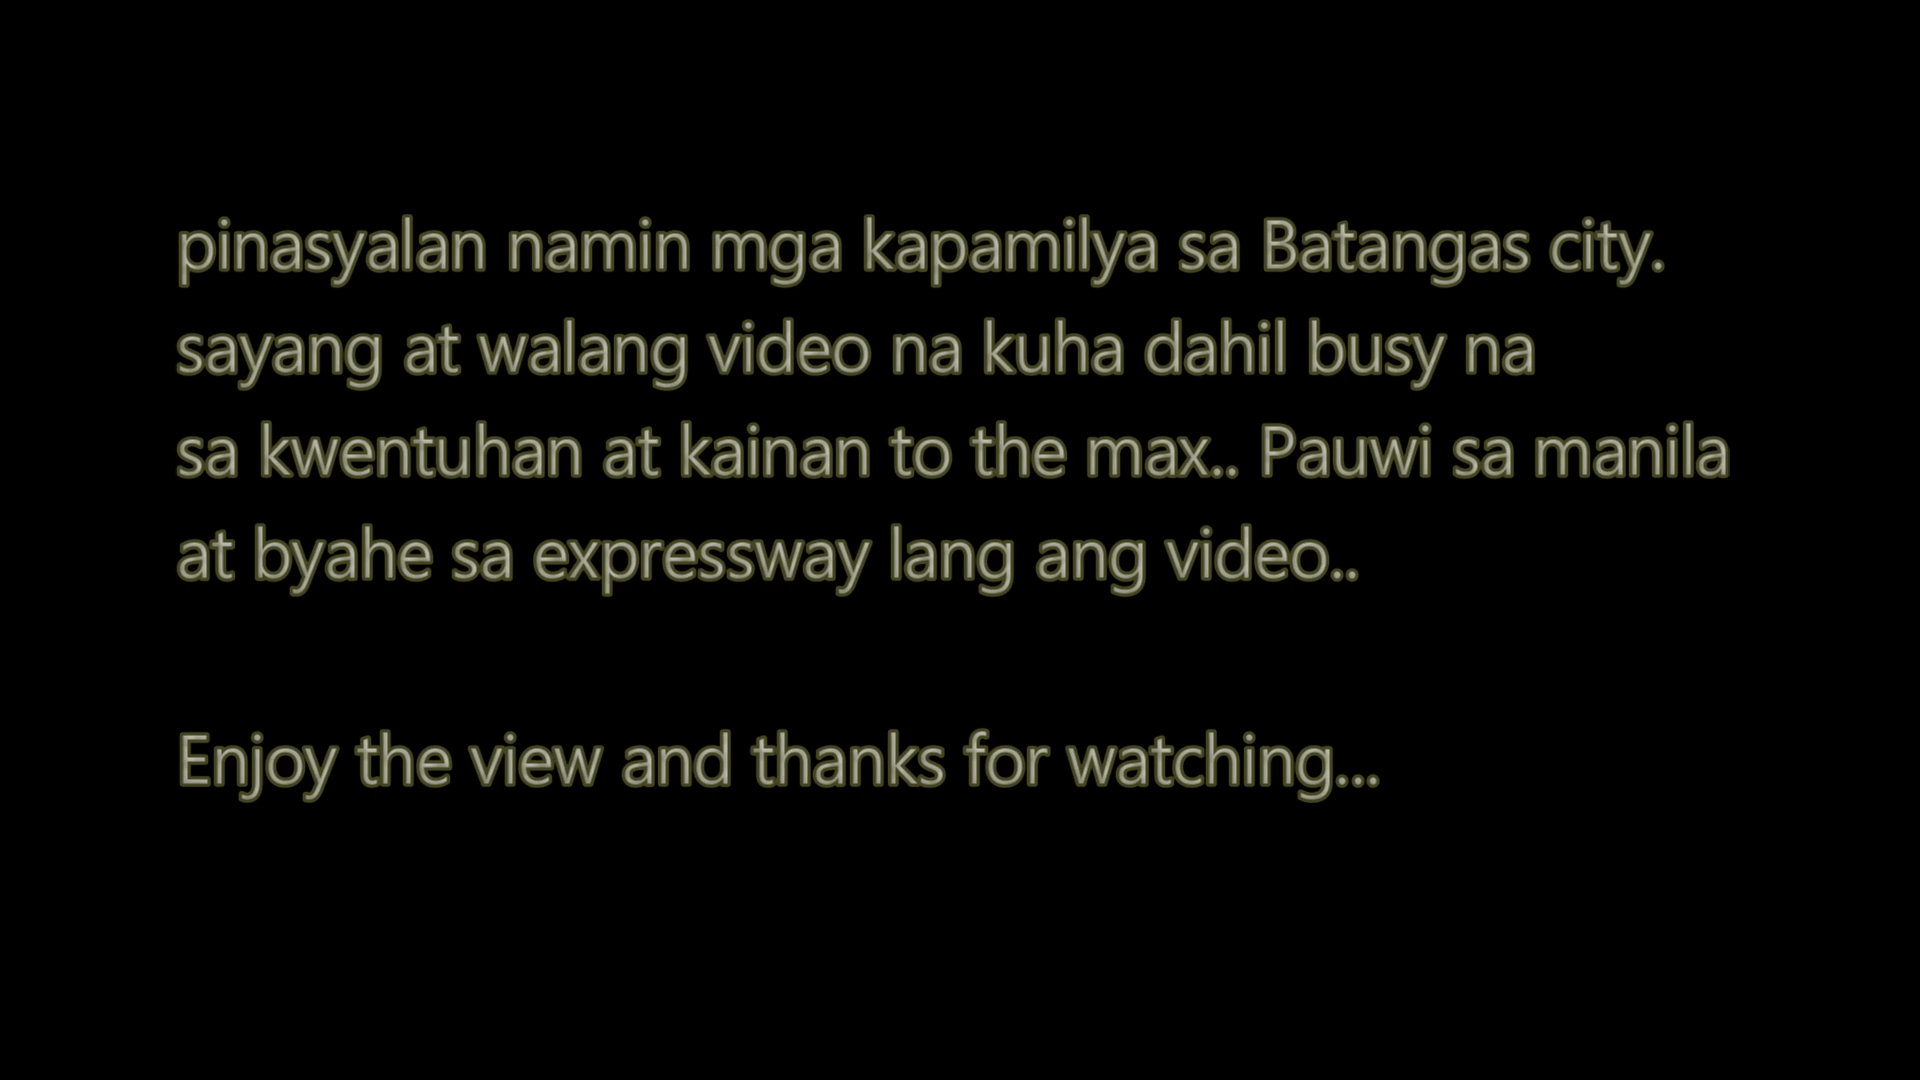 pinasyalan namin mga kapamilya sa Batangas city.
sayang at walang video na kuha dahil busy na
sa kwentuhan at kainan to the max.. Pauwi sa manila
at byahe sa expressway lang ang video..
Enjoy the view and thanks for watching...